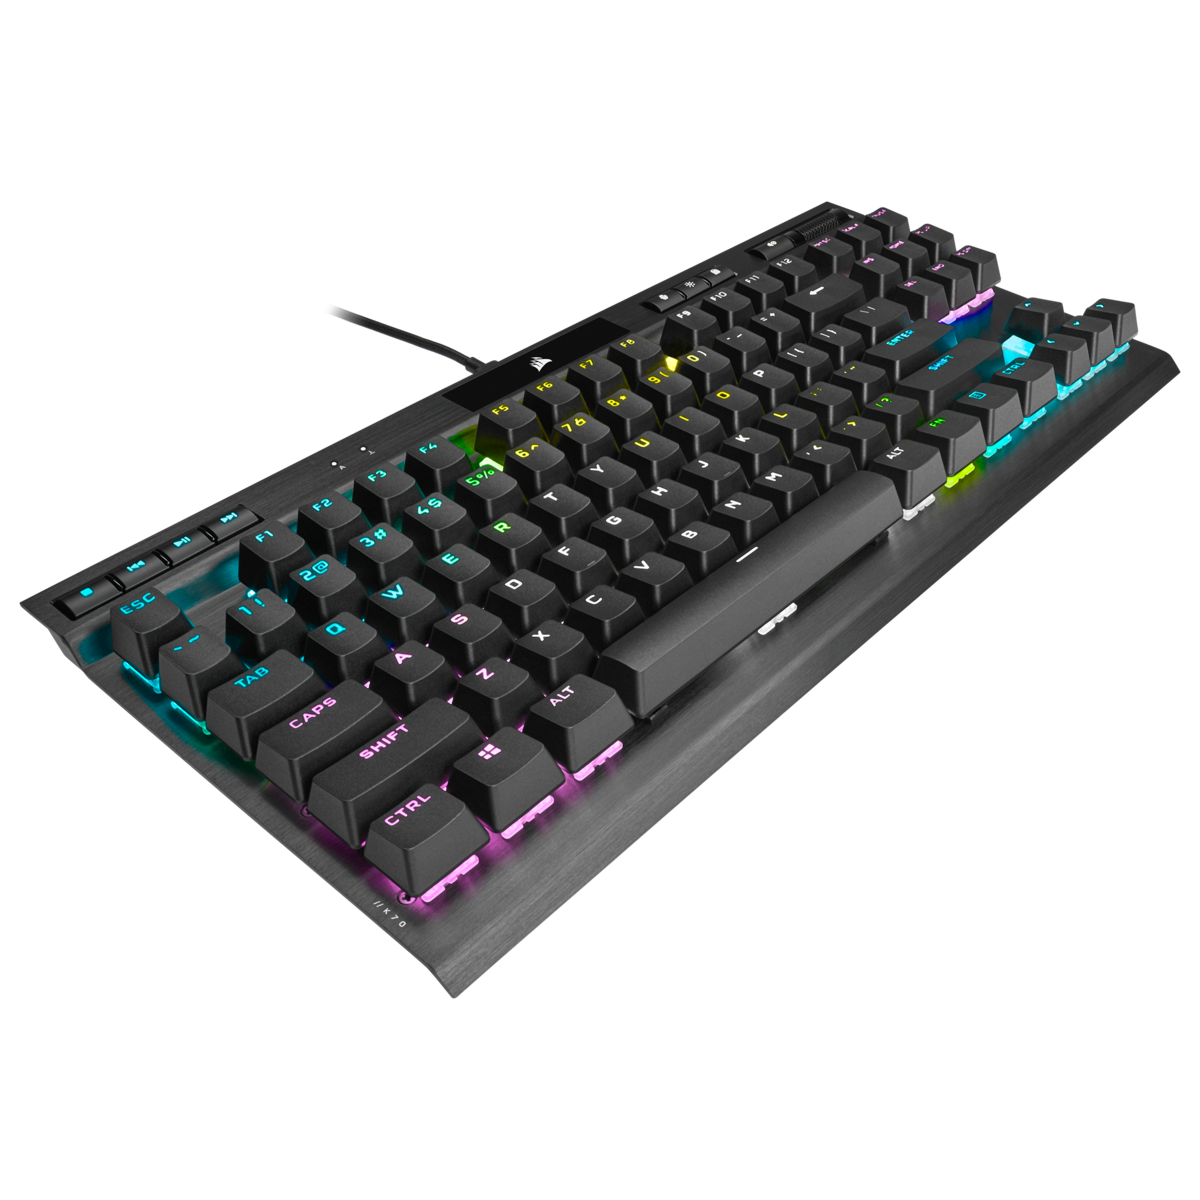 A 1
ESC F1 F2 F3 F4 F5 F6 F7 F8 F9 F10 F11 F12
~ 1! 2@ 3# 4$ 5% 6^ 7& 8* 9( 0) - = +
TAB Q W E R T Y U I O P [{ ]} \|
CAPS A S D F G H J K L ENTER
SHIFT Z X C V B N M ,< .> /? SHIFT
CTRL ALT ALT FN CTRL
^ < v >
//K70